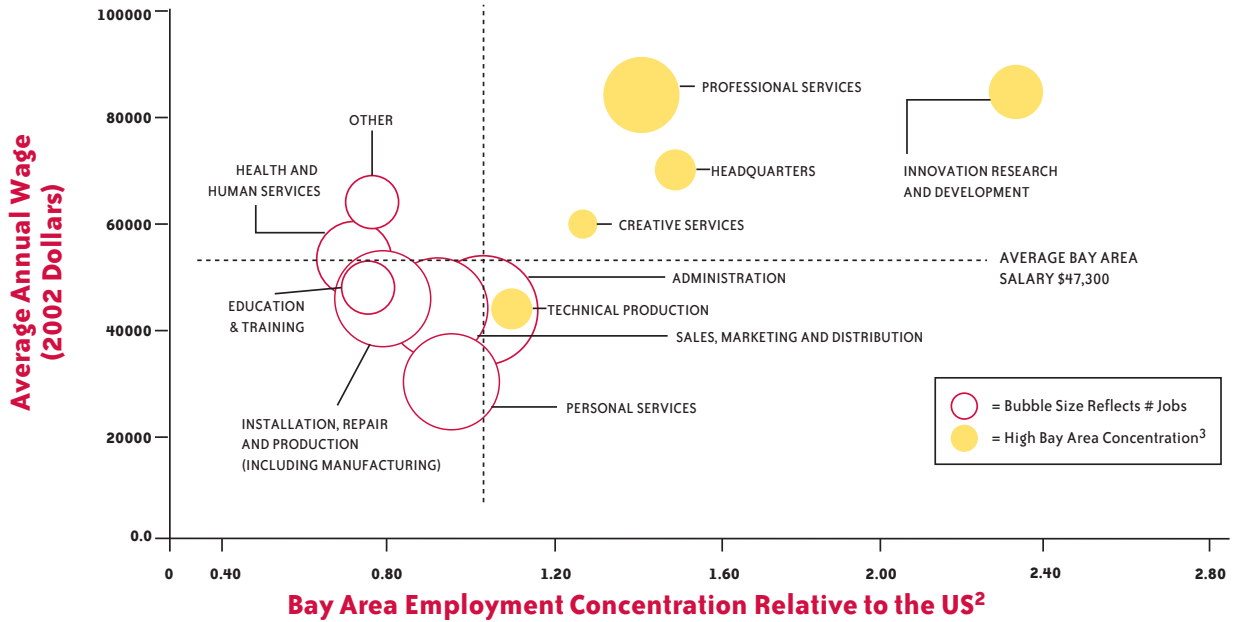 100000
80000
60000
40000
20000
0.0
Average Annual Wage
(2002 Dollars)
OTHER
HEALTH AND
HUMAN SERVICES
EDUCATION
& TRAINING
INSTALLATION, REPAIR
AND PRODUCTION
(INCLUDING MANUFACTURING)
PROFESSIONAL SERVICES
HEADQUARTERS
CREATIVE SERVICES
INNOVATION RESEARCH
AND DEVELOPMENT
AVERAGE BAY AREA
SALARY $47,300
ADMINISTRATION
TECHNICAL PRODUCTION
SALES, MARKETING AND DISTRIBUTION
PERSONAL SERVICES
= Bubble Size Reflects # Jobs
= High Bay Area Concentration³
0 0.40 0.80 1.20 1.60 2.00 2.40 2.80
Bay Area Employment Concentration Relative to the US²